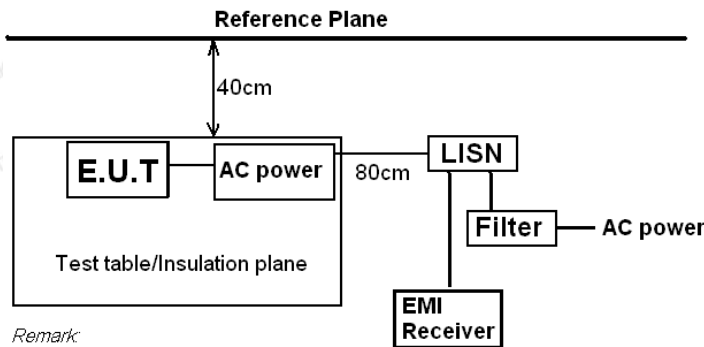 Reference Plane
40cm
E.U.T
AC power
80cm
LISN
Filter
AC power
Test table/Insulation plane
EMI
Receiver
Remark: